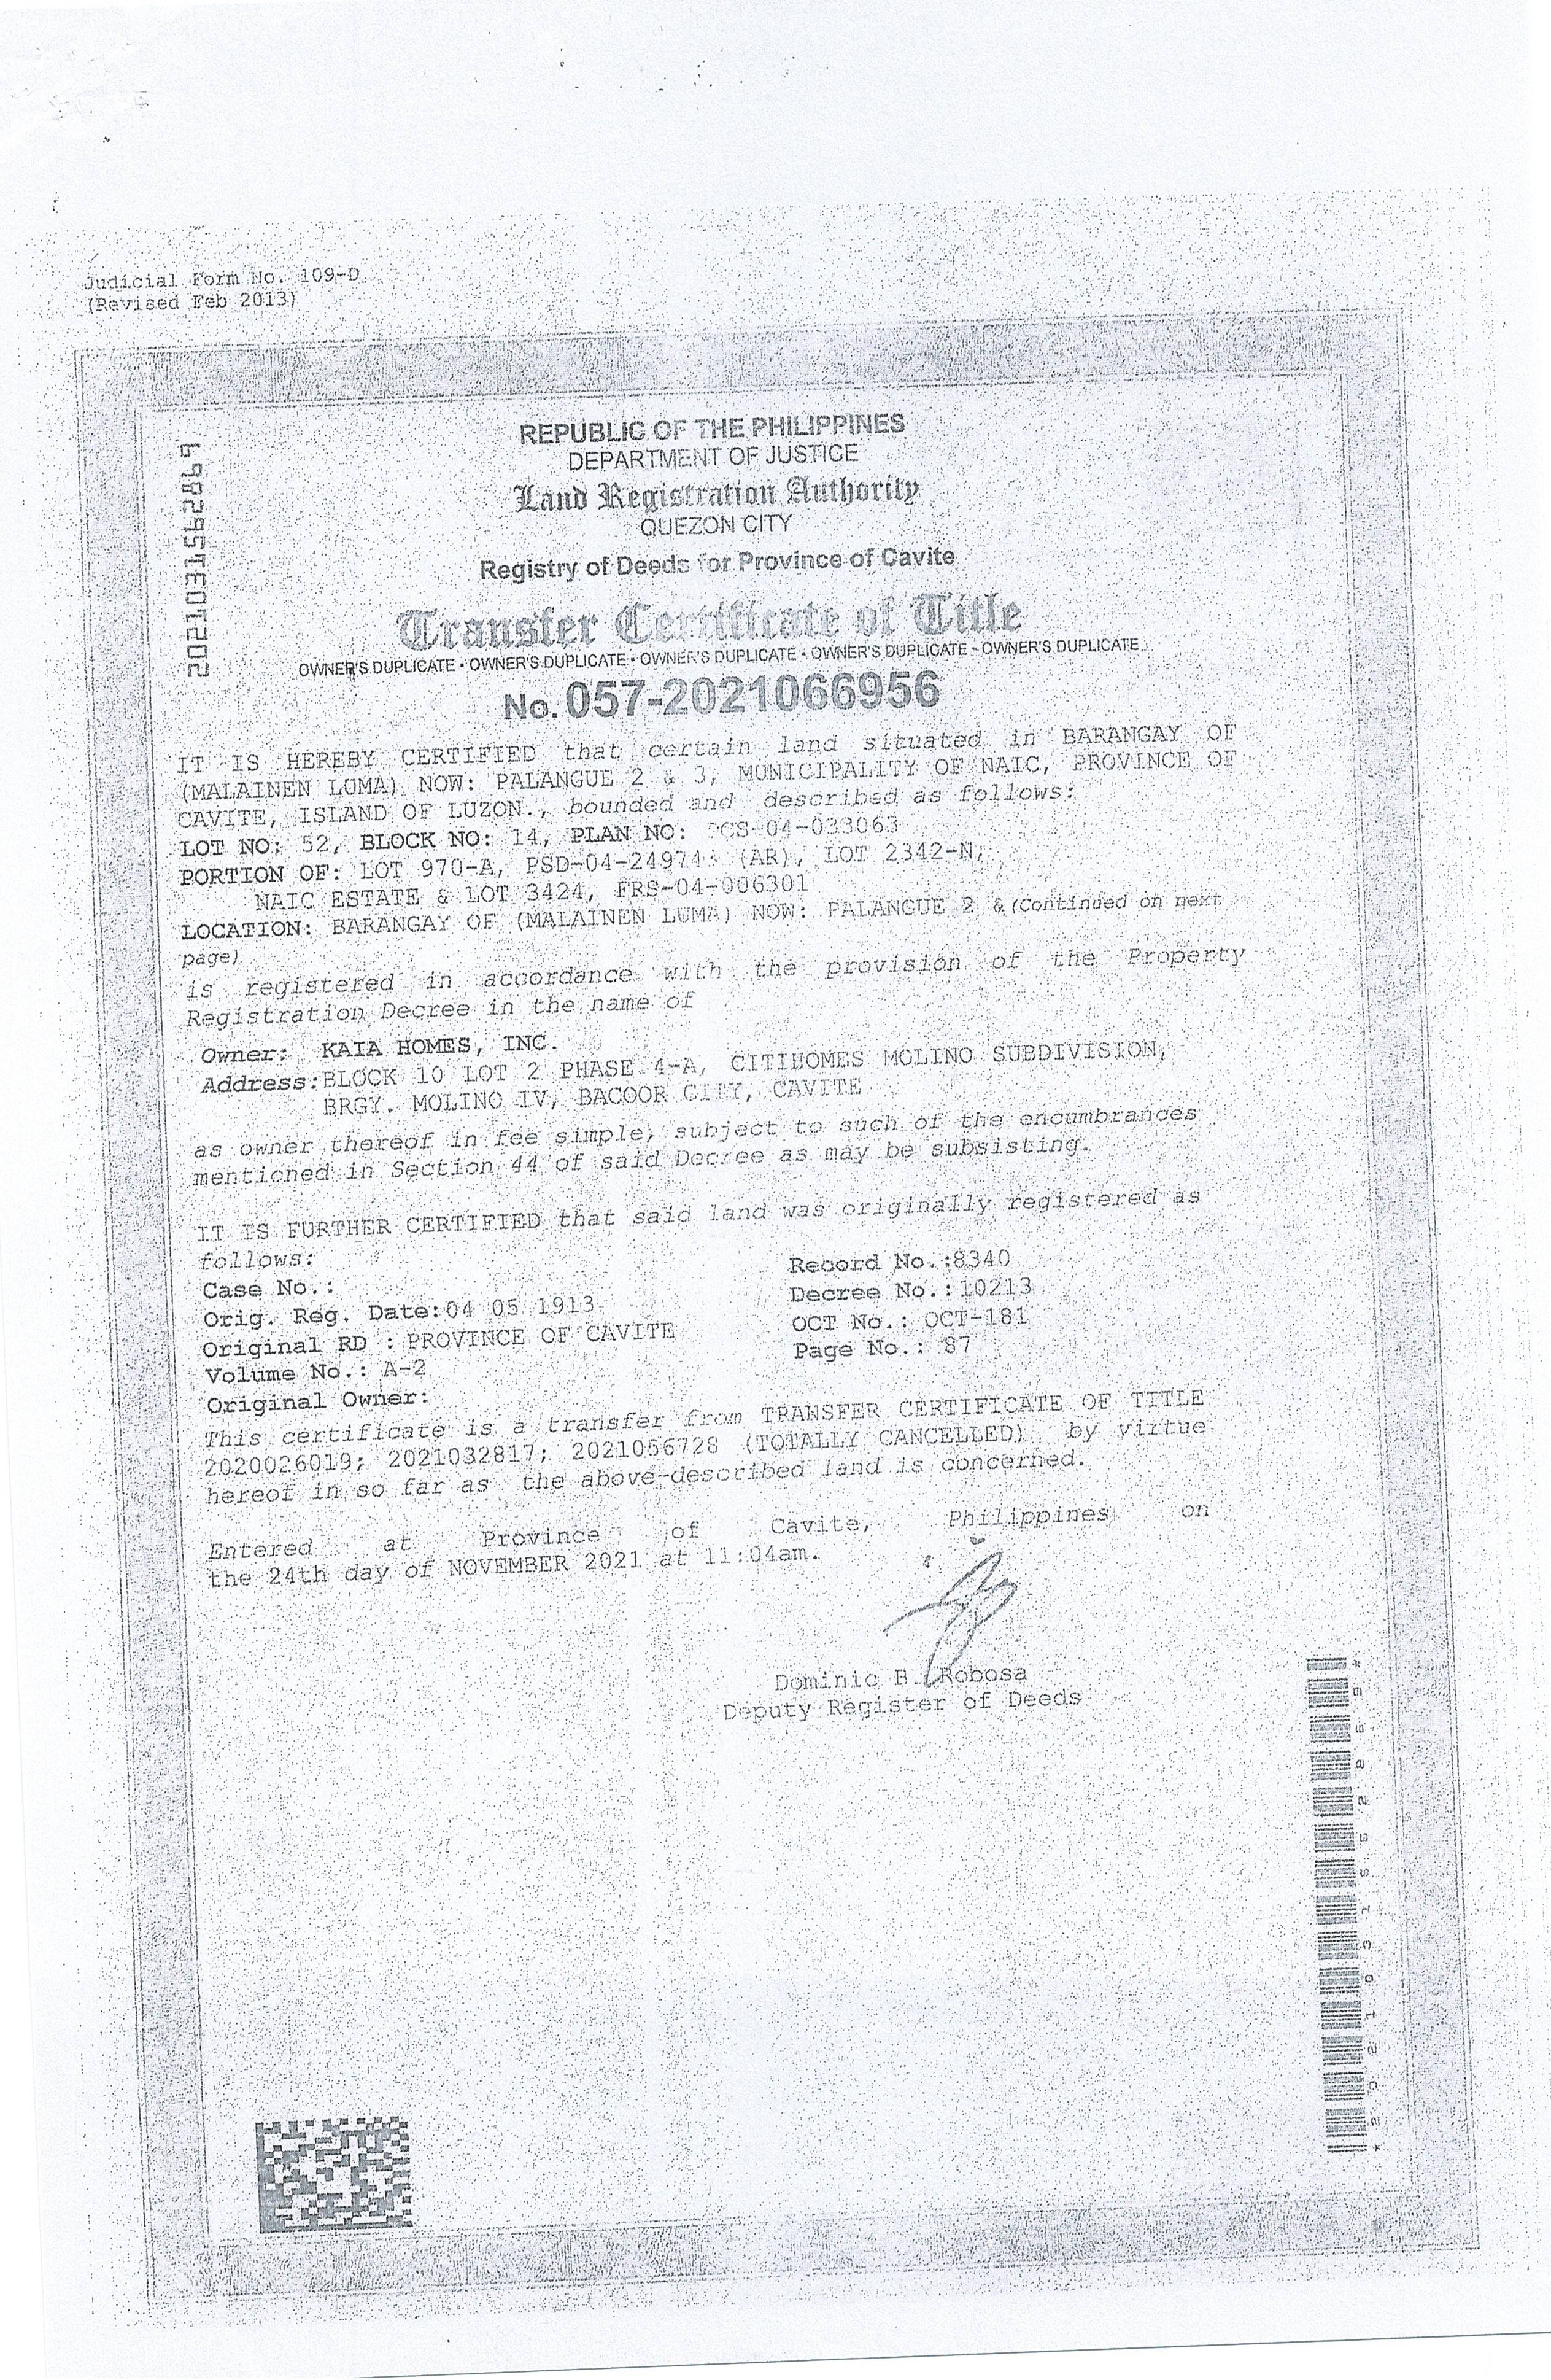 Judicial Form No. 109-D
(Revised Feb 2013)
REPUBLIC OF THE PHILIPPINES
DEPARTMENT OF JUSTICE
Land Registration Authority
QUEZON CITY
Registry of Deeds for Province of Cavite
Transfer Certificate of Title
OWNER'S DUPLICATE • OWNER'S DUPLICATE • OWNER'S DUPLICATE • OWNER'S DUPLICATE • OWNER'S DUPLICATE
No. 057-2021066956
2021031562869
IT IS HEREBY CERTIFIED that certain land situated in BARANGAY OF
(MALAINEN LUMA) NOW: PALANGUE 2 & 3, MUNICIPALITY OF NAIC, PROVINCE OF
CAVITE, ISLAND OF LUZON., bounded and described as follows:
LOT NO: 52, BLOCK NO: 14, PLAN NO: PCS-04-033063
PORTION OF: LOT 970-A, (AR), LOT 2342-N,
NAIC ESTATE & LOT 3424, FRS-04-006301
LOCATION: BARANGAY OF (MALAINEN LUMA) NOW: PALANGUE 2 & (Continued on next
page)
is registered in accordance with the provision of the Property
Registration Decree in the name of
Owner: KAIA HOMES, INC.
Address: BLOCK 10 LOT 2 PHASE 4-A, CITIHOMES MOLINO SUBDIVISION,
BRGY. MOLINO IV, BACOOR CITY, CAVITE
as owner thereof in fee simple, subject to such of the encumbrances
mentioned in Section 44 of said Decree as may be subsisting.
IT IS FURTHER CERTIFIED that said land was originally registered as
follows:
Case No.:
Record No.:8340
Orig. Reg. Date:04 05 1913
Decree No.:10213
Original RD : PROVINCE OF CAVITE
OCT No.: OCT-181
Volume No.: A-2
Page No.: 87
Original Owner:
This certificate is a transfer from TRANSFER CERTIFICATE OF TITLE
2020026019; 2021032817; 2021056728 (TOTALLY CANCELLED) by virtue
hereof in so far as the above-described land is concerned.
Entered at Province of Cavite, Philippines on
the 24th day of NOVEMBER 2021 at 11:04am.
Dominic B. Robosa
Deputy Register of Deeds
*2021031562869*